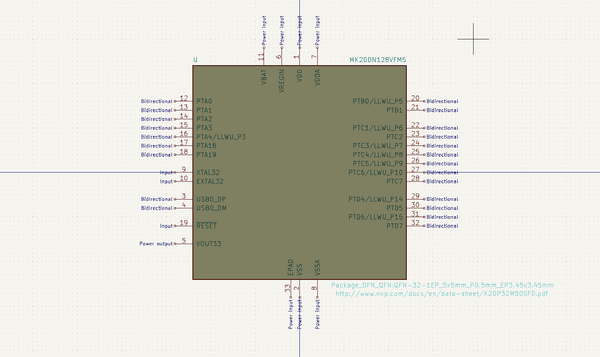 Power Input Power Input Power Input Power Input
11 6 1 7
U MK20DN128VFM5
VBAT VREGIN VDD VDDA
Bidirectional 12 PTA0 PTB0/LLWU_P5 20 Bidirectional
Bidirectional 13 PTA1 PTB1 21 Bidirectional
Bidirectional 14 PTA2
Bidirectional 15 PTA3 PTC1/LLWU_P6 22 Bidirectional
Bidirectional 16 PTA4/LLWU_P3 PTC2 23 Bidirectional
Bidirectional 17 PTA18 PTC3/LLWU_P7 24 Bidirectional
Bidirectional 18 PTA19 PTC4/LLWU_P8 25 Bidirectional
PTC5/LLWU_P9 26 Bidirectional
Input 9 XTAL32 PTC6/LLWU_P10 27 Bidirectional
Input 10 EXTAL32 PTC7 28 Bidirectional
Bidirectional 3 USB0_DP PTD4/LLWU_P14 29 Bidirectional
Bidirectional 4 USB0_DM PTD5 30 Bidirectional
PTD6/LLWU_P15 31 Bidirectional
Input 19 RESET PTD7 32 Bidirectional
Power output 5 VOUT33
EPAD VSS VSSA
33 2 8
Power Input Power Input Power Input
Package_DFN_QFN:QFN-32-1EP_5x5mm_P0.5mm_EP3.45x3.45mm
http://www.nxp.com/docs/en/data-sheet/K20P32M50SF0.pdf